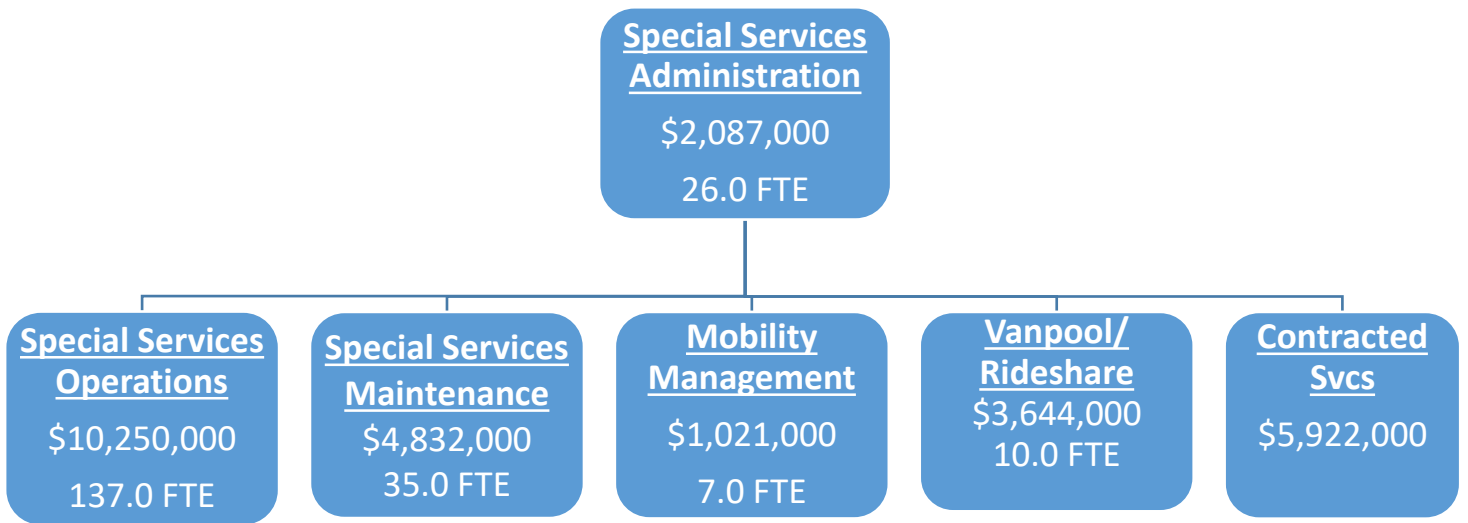 Special Services
Administration
$2,087,000
26.0 FTE
Special Services
Operations
$10,250,000
137.0 FTE
Special Services
Maintenance
$4,832,000
35.0 FTE
Mobility
Management
$1,021,000
7.0 FTE
Vanpool/
Rideshare
$3,644,000
10.0 FTE
Contracted
Svcs
$5,922,000